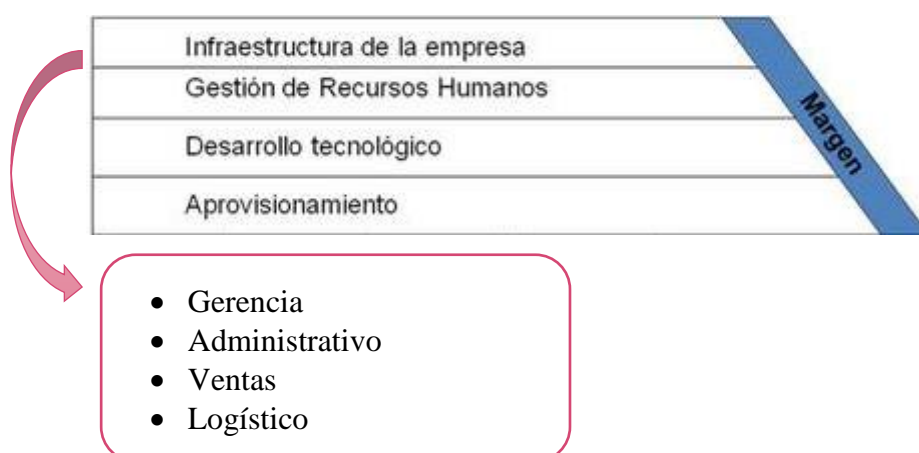 Infraestructura de la empresa
Gestión de Recursos Humanos
Desarrollo tecnológico
Aprovisionamiento
Margen
• Gerencia
• Administrativo
• Ventas
• Logístico